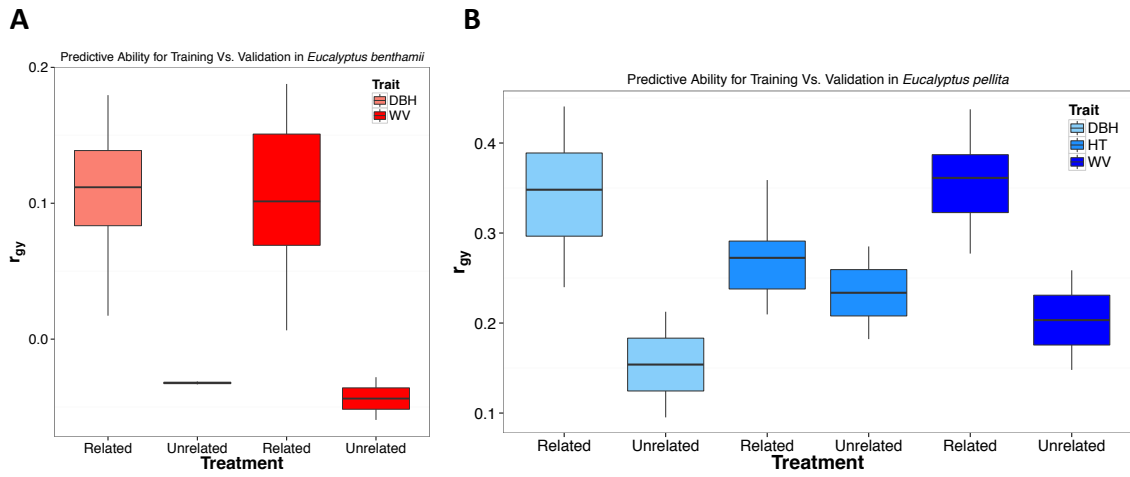 A
Predictive Ability for Training Vs. Validation in Eucalyptus benthamii
0.2
0.1
0.0
r_gy
Trait
DBH
WV
Related Unrelated Related Unrelated
Treatment
B
Predictive Ability for Training Vs. Validation in Eucalyptus pellita
0.4
0.3
0.2
0.1
r_gy
Trait
DBH
HT
WV
Related Unrelated Related Unrelated Related Unrelated
Treatment